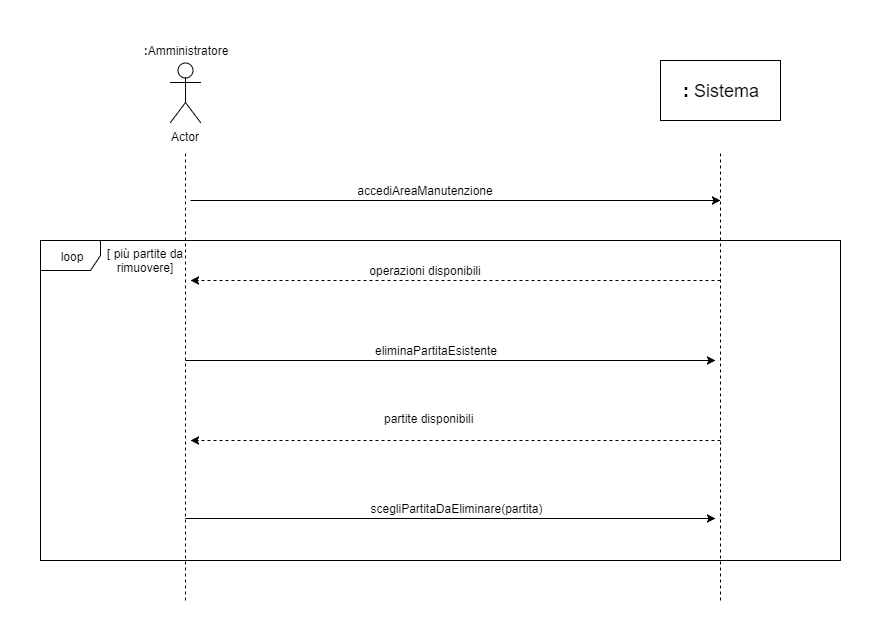 :Amministratore
: Sistema
Actor
accediAreaManutenzione
loop
[ più partite da
rimuovere]
operazioni disponibili
eliminaPartitaEsistente
partite disponibili
scegliPartitaDaEliminare(partita)